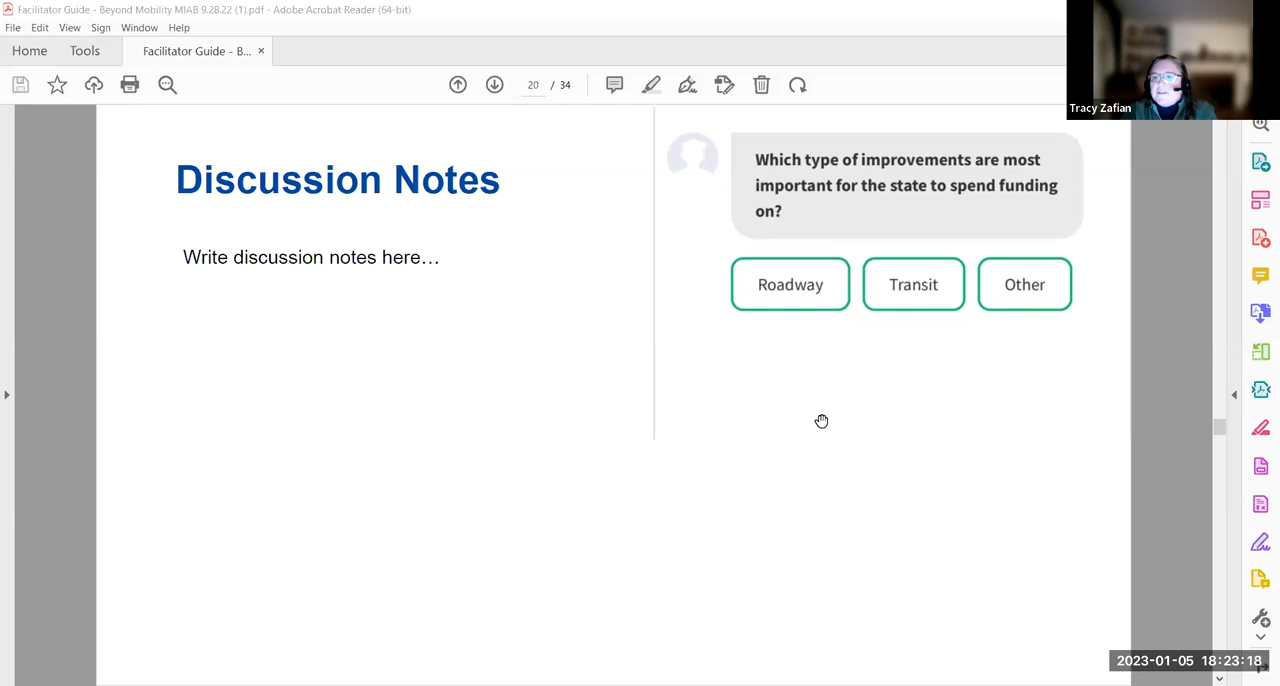 Facilitator Guide - Beyond Mobility MIAB 9.28.22 (1).pdf - Adobe Acrobat Reader (64-bit)
File Edit View Sign Window Help
Home Tools Facilitator Guide - B... ×
20 / 34
Tracy Zafian
Discussion Notes
Write discussion notes here…
Which type of improvements are most
important for the state to spend funding
on?
Roadway Transit Other
2023-01-05 18:23:18